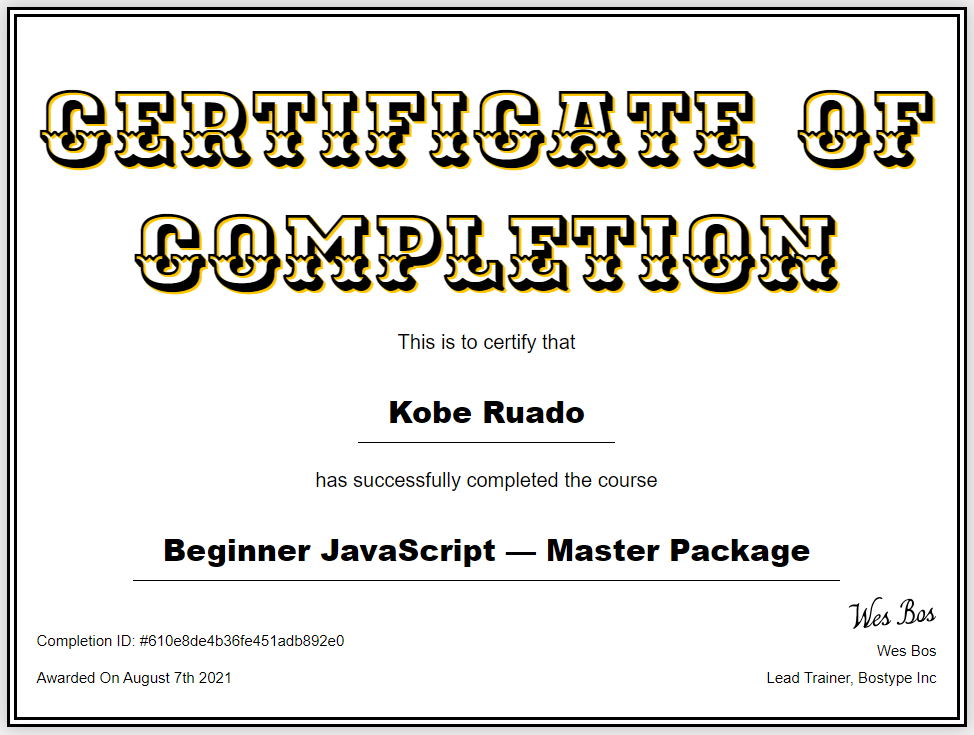 CERTIFICATE OF
COMPLETION
This is to certify that
Kobe Ruado
has successfully completed the course
Beginner JavaScript — Master Package
Wes Bos
Completion ID: #610e8de4b36fe451adb892e0
Wes Bos
Awarded On August 7th 2021
Lead Trainer, Bostype Inc